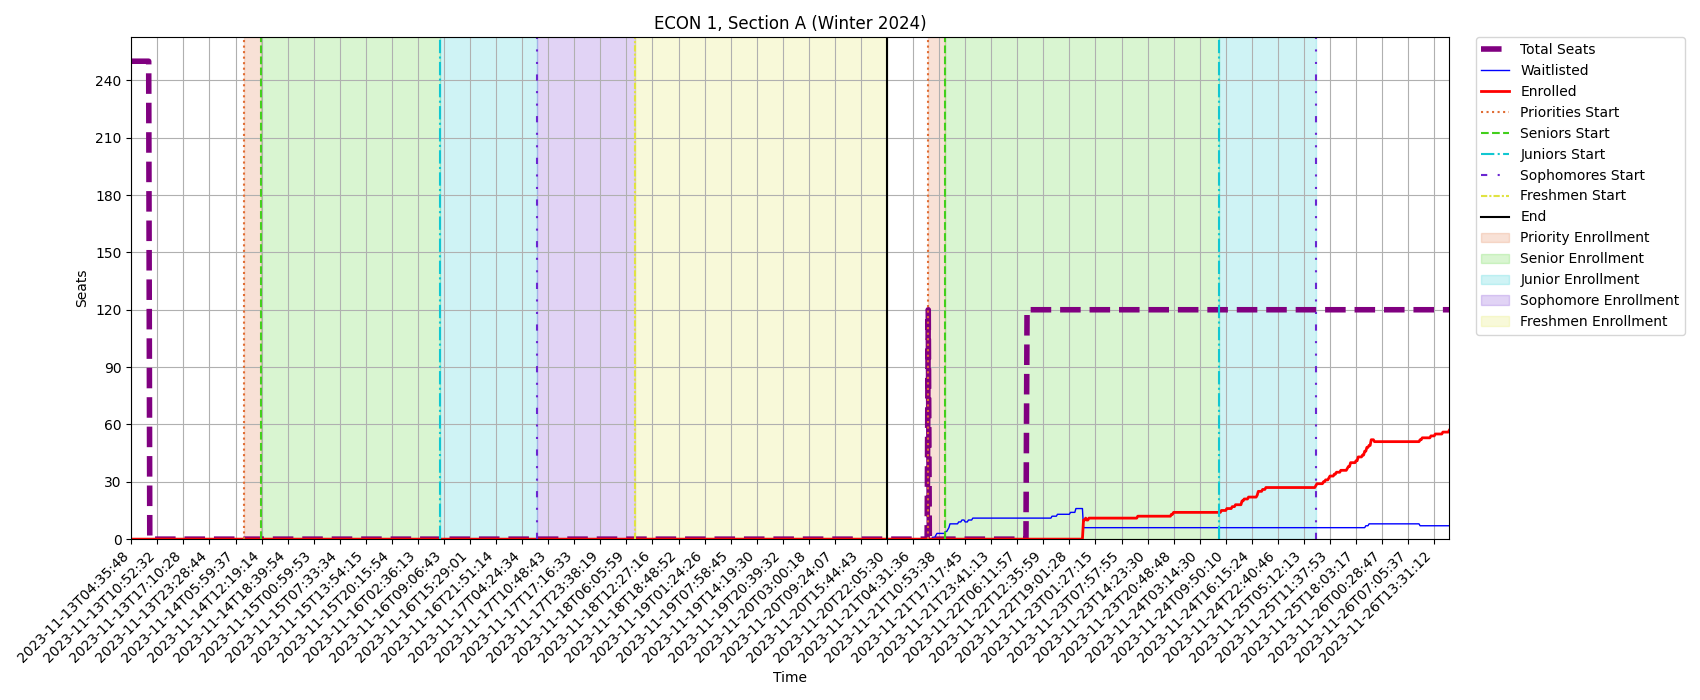 ECON 1, Section A (Winter 2024)
Seats
240
210
180
150
120
90
60
30
0
2023-11-13T04:35:48
2023-11-13T10:52:32
2023-11-13T17:10:28
2023-11-13T23:28:44
2023-11-14T05:59:37
2023-11-14T12:19:14
2023-11-14T18:39:54
2023-11-15T00:59:53
2023-11-15T07:33:34
2023-11-15T13:54:15
2023-11-15T20:15:54
2023-11-16T02:36:13
2023-11-16T09:06:43
2023-11-16T15:29:01
2023-11-16T21:51:14
2023-11-17T04:24:34
2023-11-17T10:48:43
2023-11-17T17:16:33
2023-11-17T23:38:19
2023-11-18T06:05:59
2023-11-18T12:27:16
2023-11-18T18:48:52
2023-11-19T01:24:26
2023-11-19T07:58:45
2023-11-19T14:19:30
2023-11-19T20:39:32
2023-11-20T03:00:18
2023-11-20T09:24:07
2023-11-20T15:44:43
2023-11-20T22:05:30
2023-11-21T04:31:36
2023-11-21T10:53:38
2023-11-21T17:17:45
2023-11-21T23:41:13
2023-11-22T06:11:57
2023-11-22T12:35:59
2023-11-22T19:01:28
2023-11-23T01:27:15
2023-11-23T07:57:55
2023-11-23T14:23:30
2023-11-23T20:48:48
2023-11-24T03:14:30
2023-11-24T09:50:10
2023-11-24T16:15:24
2023-11-24T22:40:46
2023-11-25T05:12:13
2023-11-25T11:37:53
2023-11-25T18:03:17
2023-11-26T00:28:47
2023-11-26T07:05:37
2023-11-26T13:31:12
Time
Total Seats
Waitlisted
Enrolled
Priorities Start
Seniors Start
Juniors Start
Sophomores Start
Freshmen Start
End
Priority Enrollment
Senior Enrollment
Junior Enrollment
Sophomore Enrollment
Freshmen Enrollment